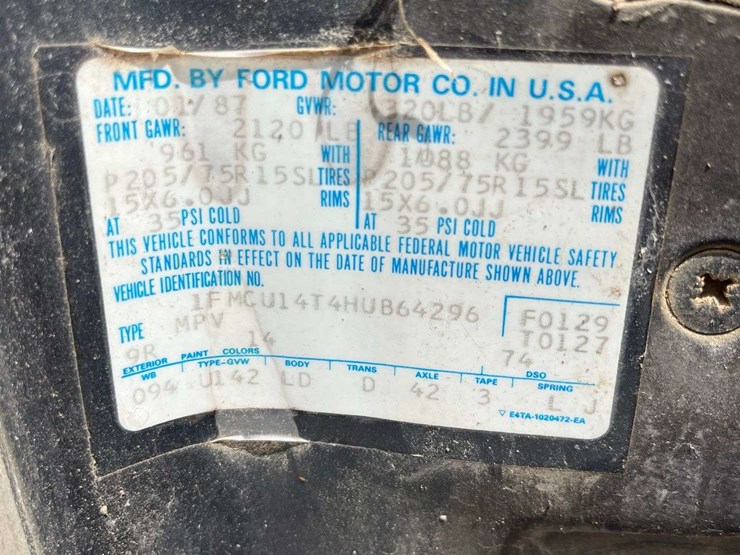 MFD. BY FORD MOTOR CO. IN U.S.A.
DATE: 01/87 GVWR: 320LB/ 1959KG
FRONT GAWR: 2120 LB REAR GAWR: 2399 LB
961 KG WITH 1088 KG WITH
P205/75R15SL TIRES P205/75R15SL TIRES
15X6.0JJ RIMS 15X6.0JJ RIMS
AT 35 PSI COLD AT 35 PSI COLD
THIS VEHICLE CONFORMS TO ALL APPLICABLE FEDERAL MOTOR VEHICLE SAFETY
STANDARDS IN EFFECT ON THE DATE OF MANUFACTURE SHOWN ABOVE.
VEHICLE IDENTIFICATION NO.
1FMCU14T4HUB64296 F0129
TYPE MPV T0127
9R 14 74
EXTERIOR PAINT COLORS DSO
WB TYPE-GVW BODY TRANS AXLE TAPE SPRING
094 U142 LD D 42 3 L J
▽ E4TA-1020472-EA